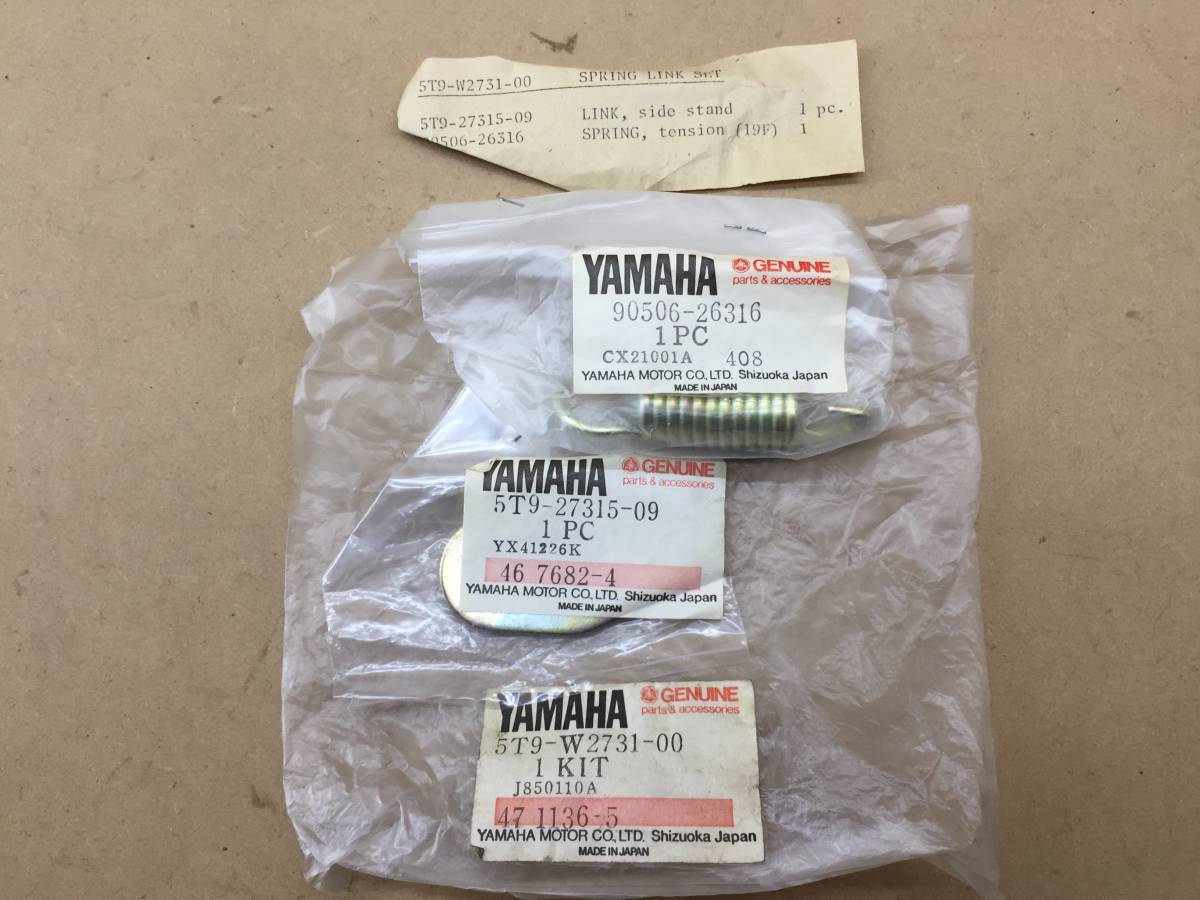 5T9-W2731-00 SPRING LINK SET
5T9-27315-09 LINK, side stand 1 pc.
90506-26316 SPRING, tension (19F) 1
YAMAHA GENUINE
parts & accessories
90506-26316
1 PC
CX21001A 408
YAMAHA MOTOR CO., LTD. Shizuoka Japan
MADE IN JAPAN
YAMAHA GENUINE
parts & accessories
5T9-27315-09
1 PC
YX41226K
46 7682-4
YAMAHA MOTOR CO., LTD. Shizuoka Japan
MADE IN JAPAN
YAMAHA GENUINE
parts & accessories
5T9-W2731-00
1 KIT
J850110A
47 1136-5
YAMAHA MOTOR CO., LTD. Shizuoka Japan
MADE IN JAPAN